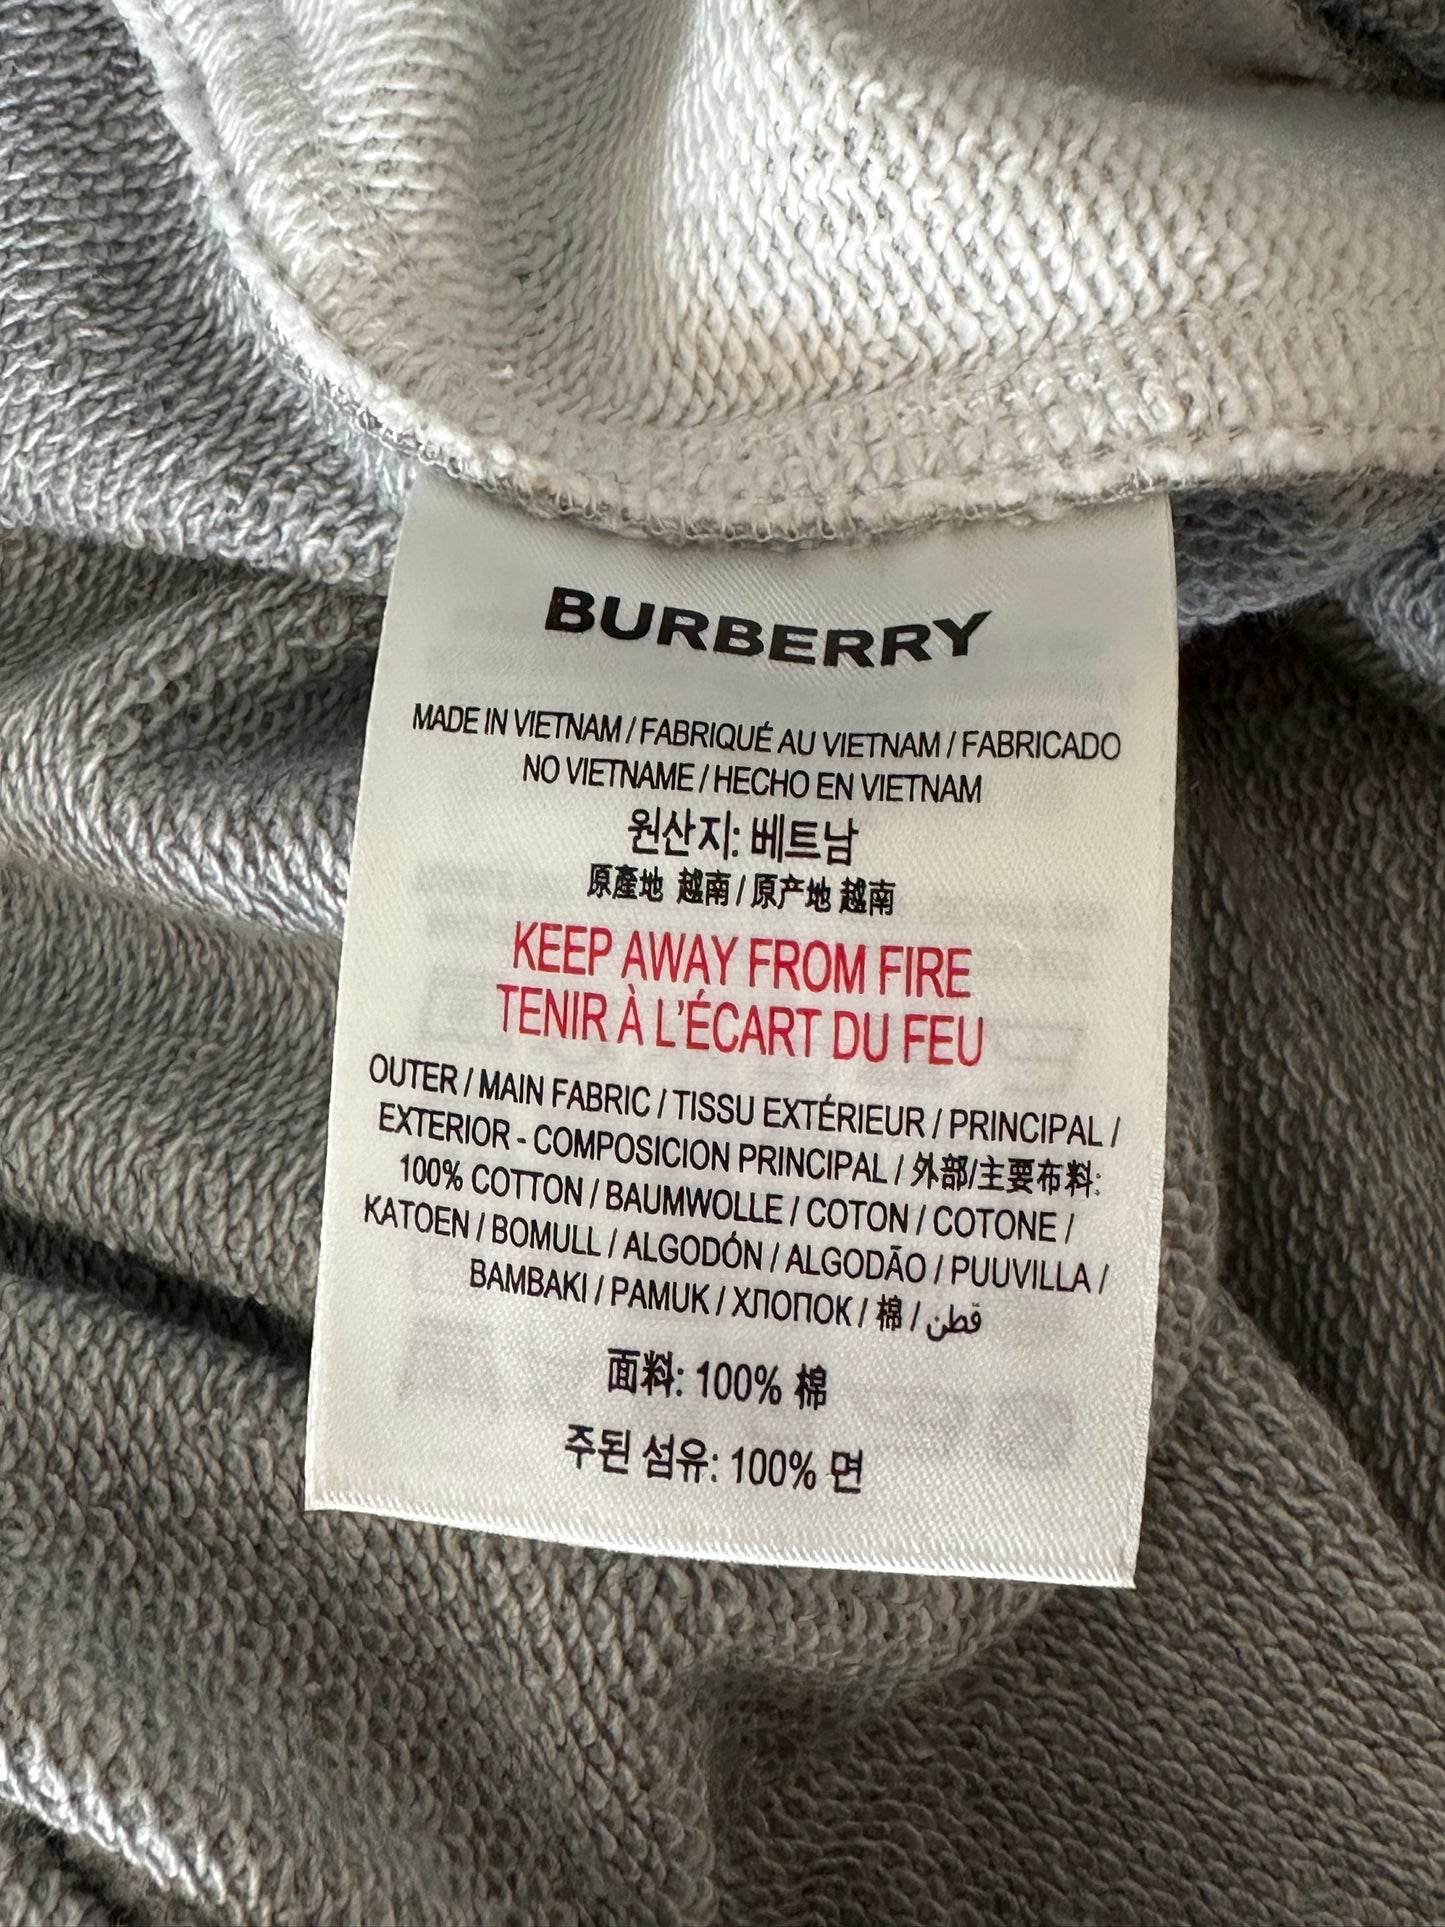 BURBERRY
MADE IN VIETNAM / FABRIQUÉ AU VIETNAM / FABRICADO
NO VIETNAME / HECHO EN VIETNAM
원산지: 베트남
原產地 越南 / 原产地 越南
KEEP AWAY FROM FIRE
TENIR À L'ÉCART DU FEU
OUTER / MAIN FABRIC / TISSU EXTÉRIEUR / PRINCIPAL /
EXTERIOR - COMPOSICION PRINCIPAL / 外部/主要布料:
100% COTTON / BAUMWOLLE / COTON / COTONE /
KATOEN / BOMULL / ALGODÓN / ALGODÃO / PUUVILLA /
BAMBAKI / PAMUK / ХЛОПОК / 棉 / قطن
面料: 100% 棉
주된 섬유: 100% 면